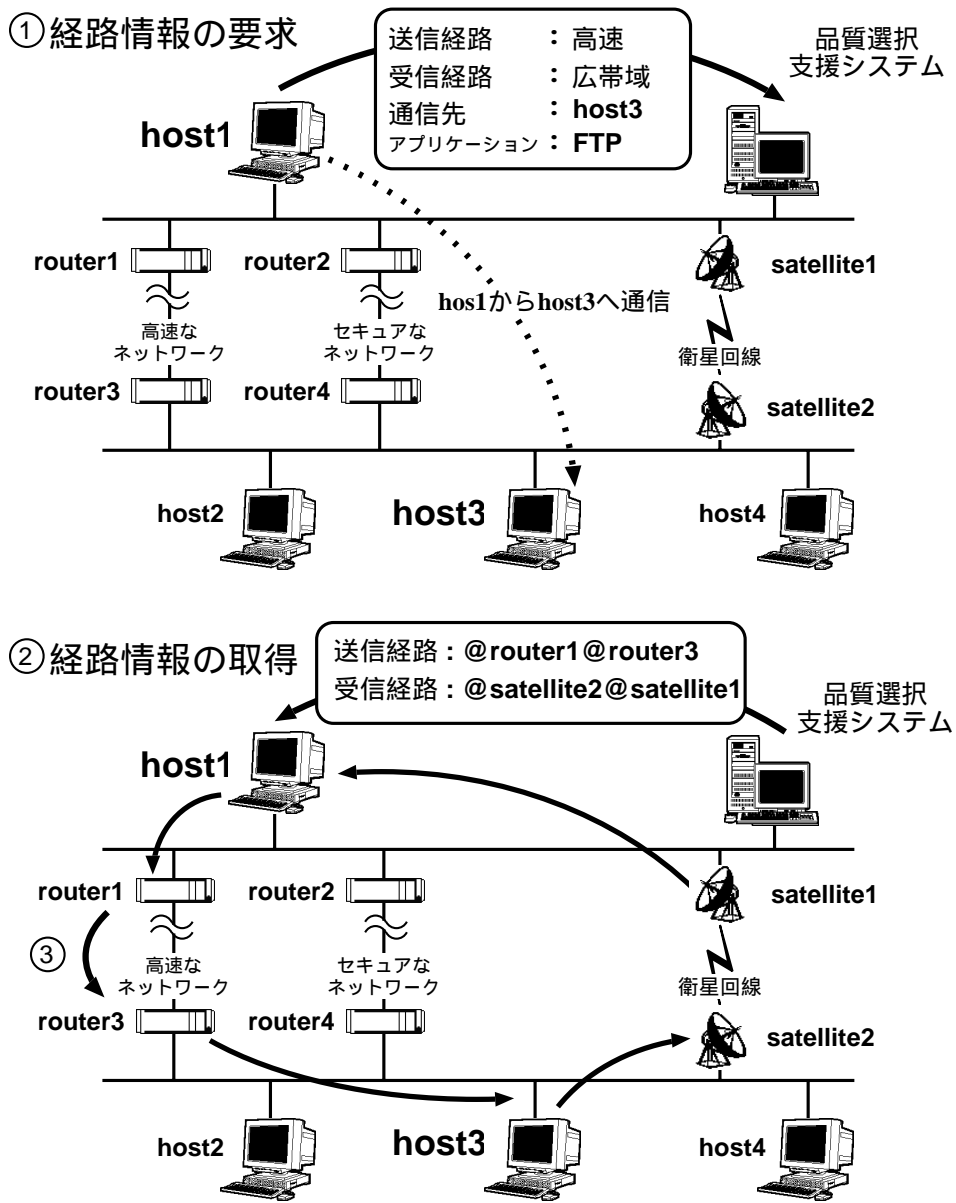 ①経路情報の要求
送信経路 : 高速
受信経路 : 広帯域
通信先 : host3
アプリケーション : FTP
品質選択
支援システム
host1
router1
router2
satellite1
hos1からhost3へ通信
高速な
ネットワーク
セキュアな
ネットワーク
衛星回線
router3
router4
satellite2
host2
host3
host4
②経路情報の取得
送信経路 : @router1@router3
受信経路 : @satellite2@satellite1
品質選択
支援システム
host1
router1
router2
satellite1
③
高速な
ネットワーク
セキュアな
ネットワーク
衛星回線
router3
router4
satellite2
host2
host3
host4